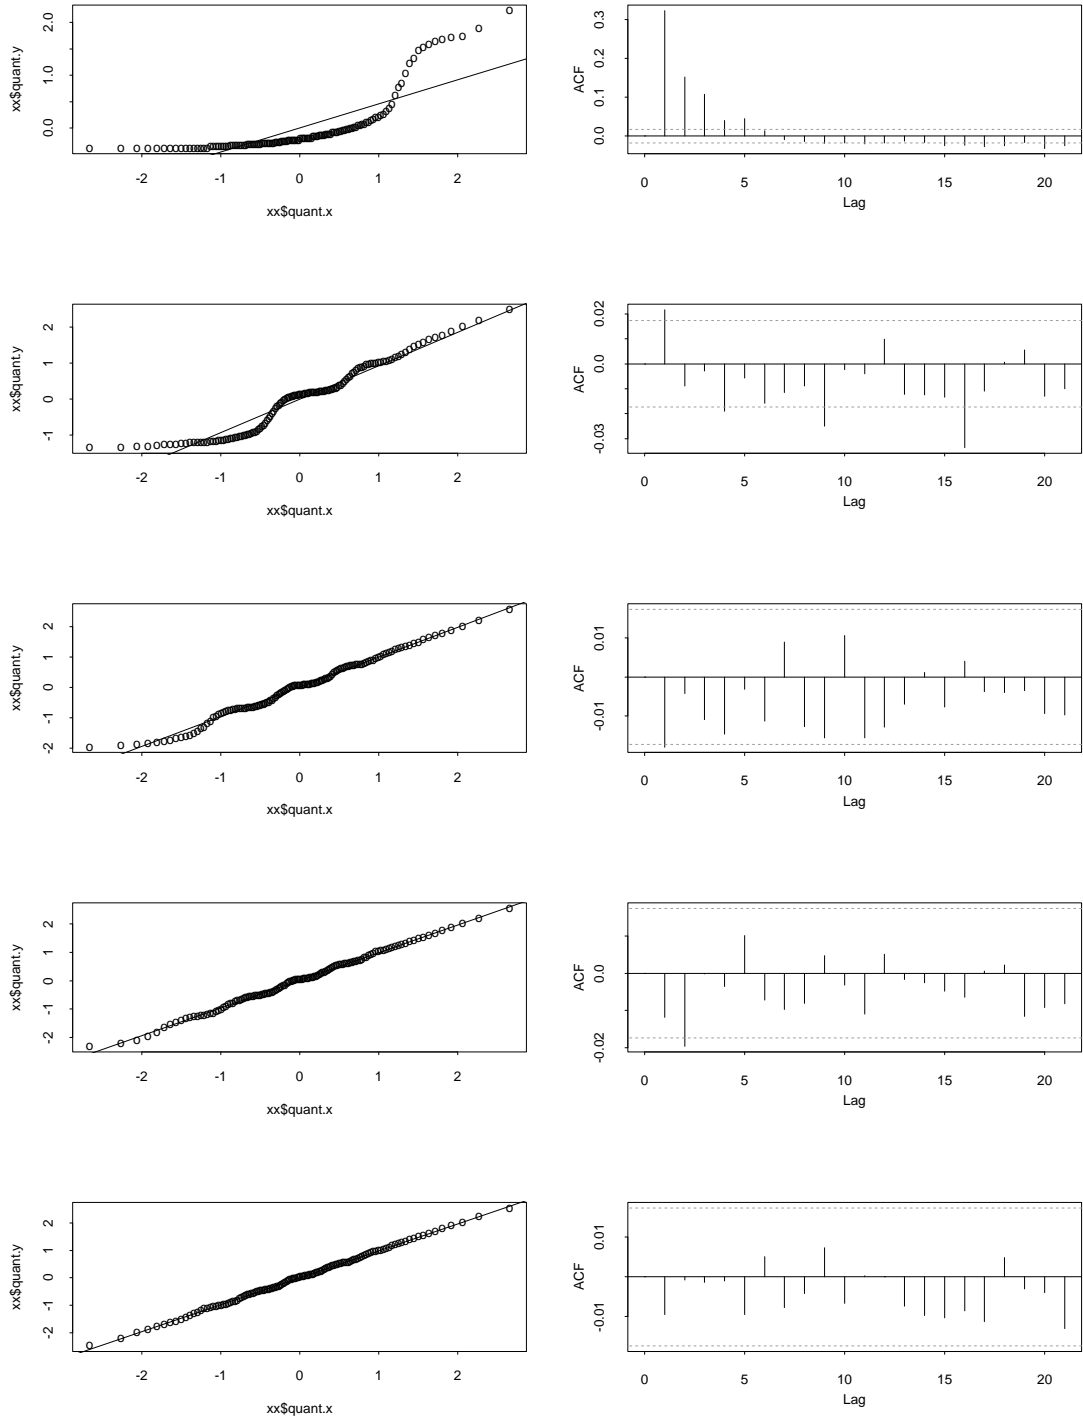 xx$quant.y
0.0 1.0 2.0
-2 -1 0 1 2
xx$quant.x
ACF
0.0 0.1 0.2 0.3
0 5 10 15 20
Lag
xx$quant.y
-1 0 1 2
-2 -1 0 1 2
xx$quant.x
ACF
-0.03 0.0 0.02
0 5 10 15 20
Lag
xx$quant.y
-2 -1 0 1 2
-2 -1 0 1 2
xx$quant.x
ACF
-0.01 0.01
0 5 10 15 20
Lag
xx$quant.y
-2 -1 0 1 2
-2 -1 0 1 2
xx$quant.x
ACF
-0.02 0.0
0 5 10 15 20
Lag
xx$quant.y
-2 -1 0 1 2
-2 -1 0 1 2
xx$quant.x
ACF
-0.01 0.01
0 5 10 15 20
Lag